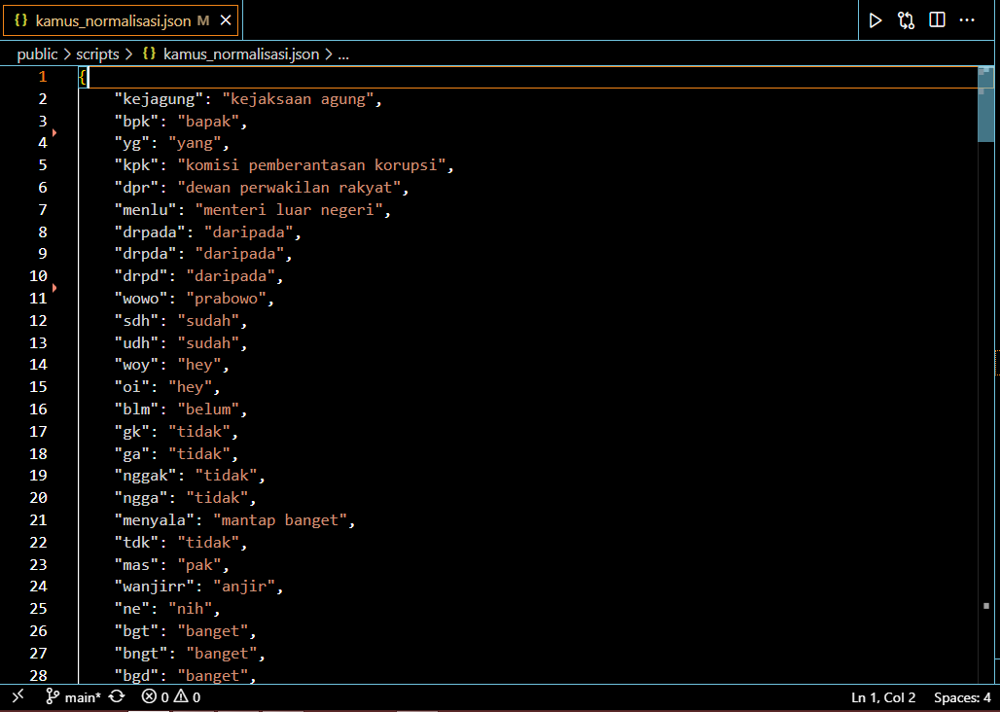 {} kamus_normalisasi.json M ×
public > scripts > {} kamus_normalisasi.json > ...
1 {
2 "kejagung": "kejaksaan agung",
3 "bpk": "bapak",
4 "yg": "yang",
5 "kpk": "komisi pemberantasan korupsi",
6 "dpr": "dewan perwakilan rakyat",
7 "menlu": "menteri luar negeri",
8 "drpada": "daripada",
9 "drpda": "daripada",
10 "drpd": "daripada",
11 "wowo": "prabowo",
12 "sdh": "sudah",
13 "udh": "sudah",
14 "woy": "hey",
15 "oi": "hey",
16 "blm": "belum",
17 "gk": "tidak",
18 "ga": "tidak",
19 "nggak": "tidak",
20 "ngga": "tidak",
21 "menyala": "mantap banget",
22 "tdk": "tidak",
23 "mas": "pak",
24 "wanjirr": "anjir",
25 "ne": "nih",
26 "bgt": "banget",
27 "bngt": "banget",
28 "bgd": "banget",
main* 0 0 Ln 1, Col 2 Spaces: 4